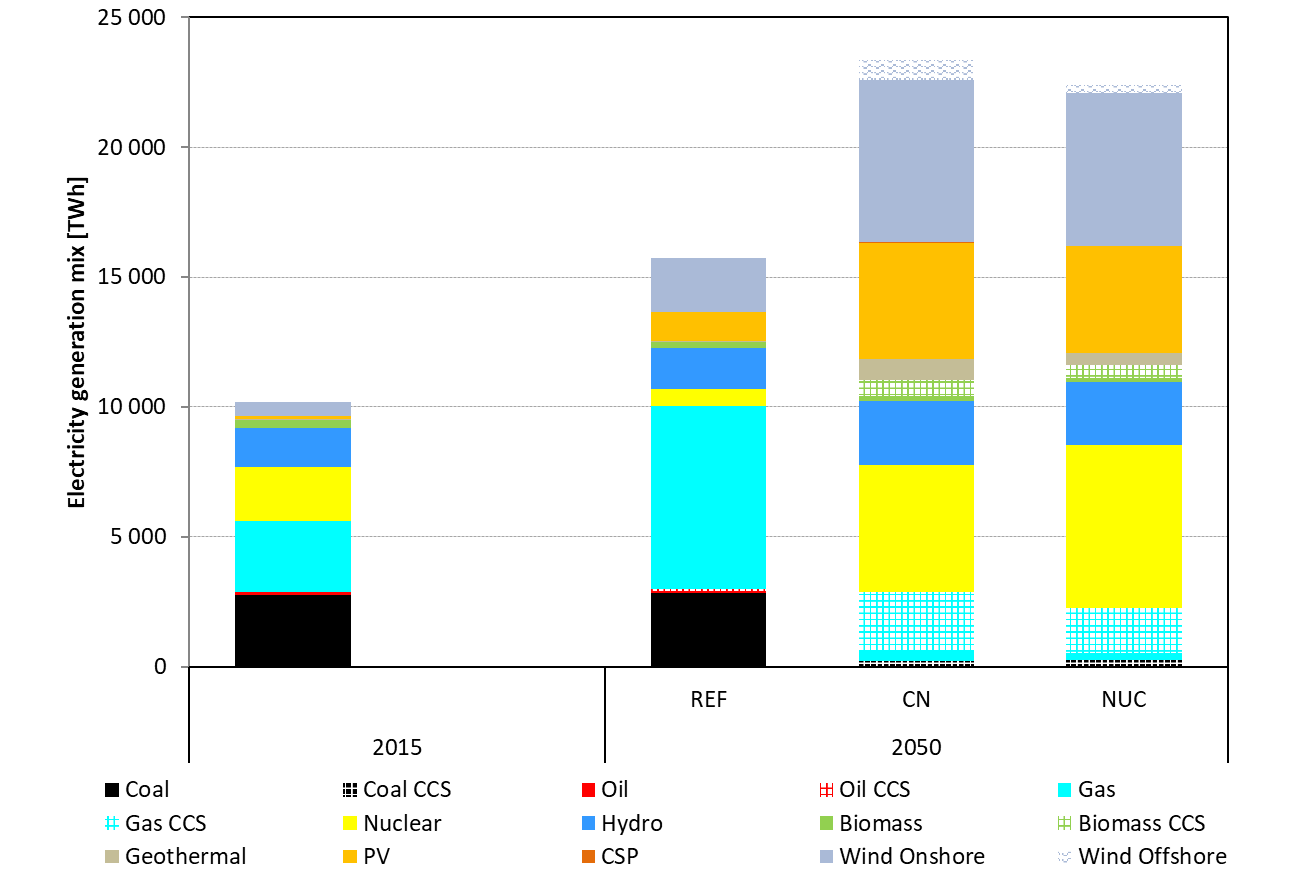 25 000
20 000
15 000
10 000
5 000
0
Electricity generation mix [TWh]
REF CN NUC
2015 2050
Coal Coal CCS Oil Oil CCS Gas
Gas CCS Nuclear Hydro Biomass Biomass CCS
Geothermal PV CSP Wind Onshore Wind Offshore